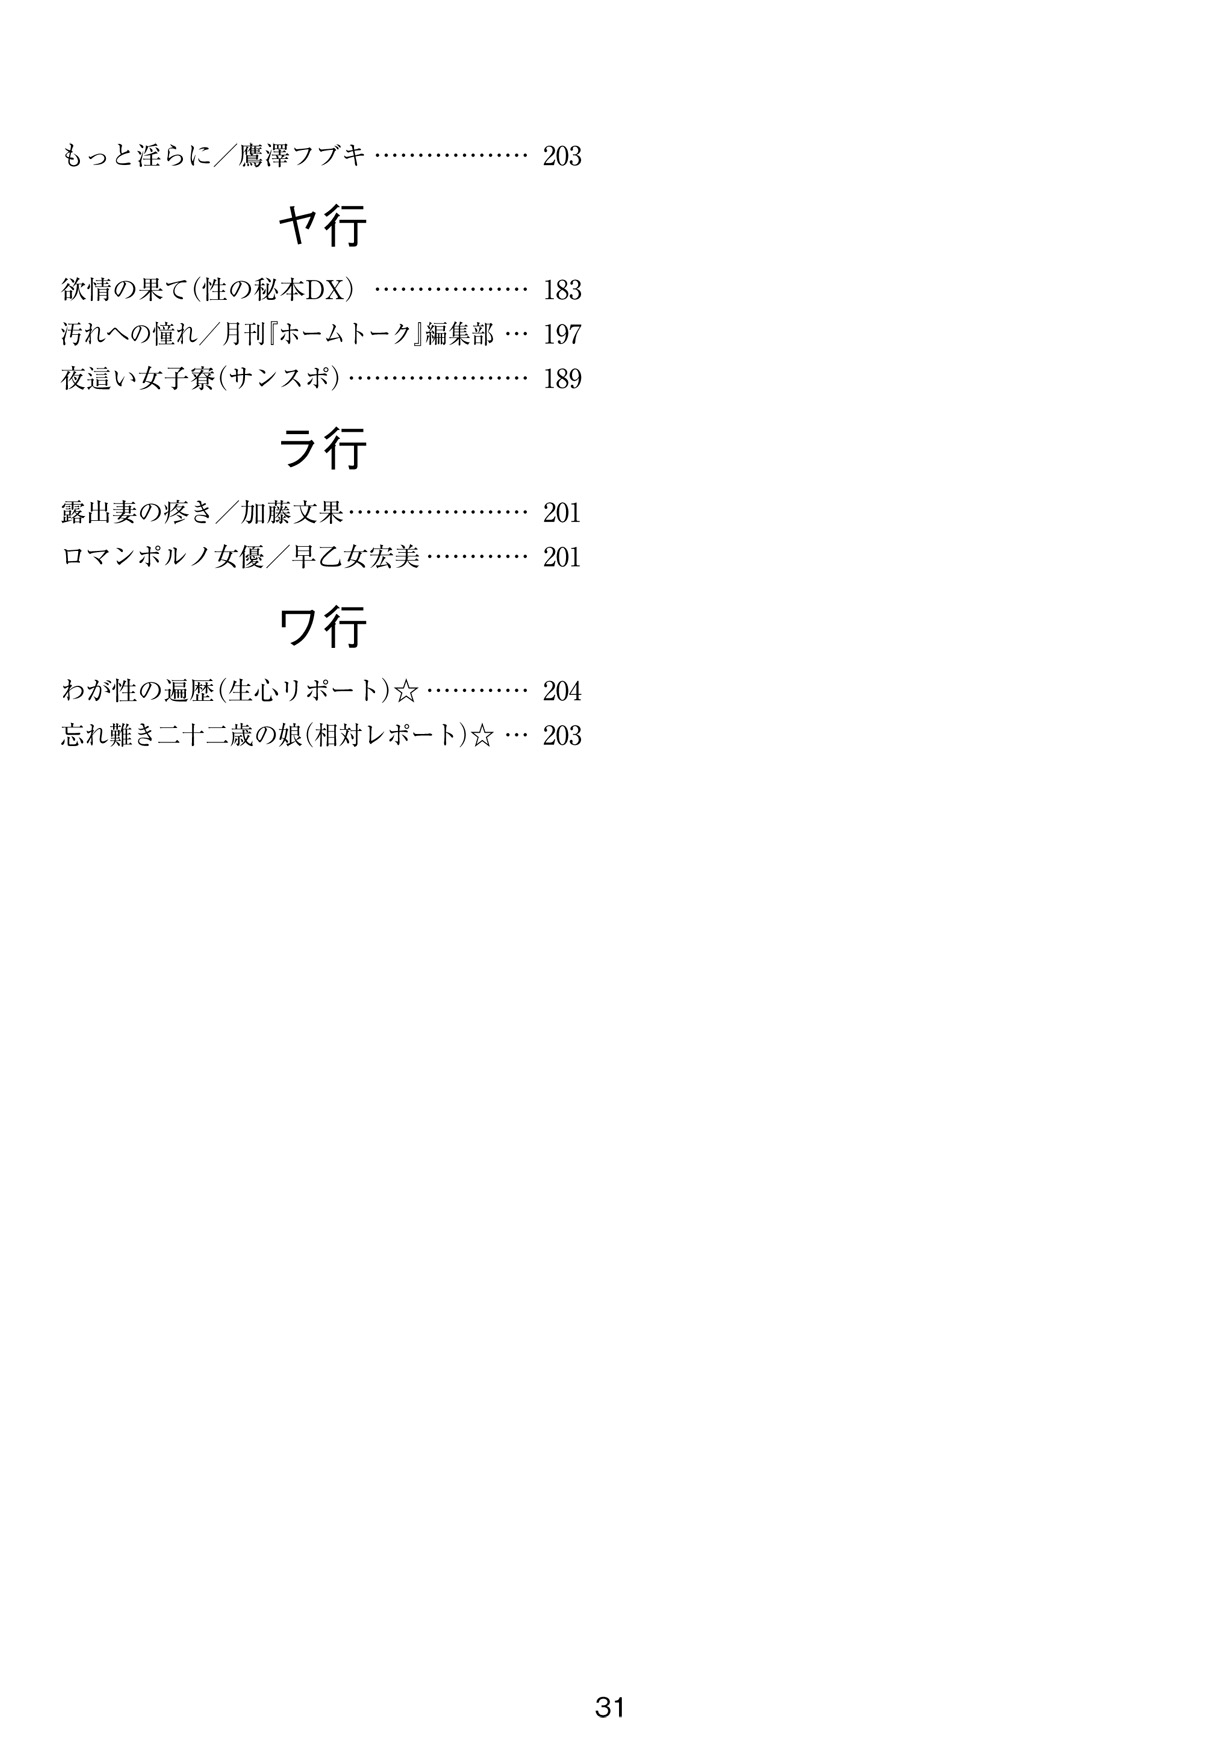 もっと淫らに／鷹澤フブキ ……………… 203
ヤ行
欲情の果て(性の秘本DX) ……………… 183
汚れへの憧れ／月刊『ホームトーク』編集部 … 197
夜這い女子寮(サンスポ) ………………… 189
ラ行
露出妻の疼き／加藤文果 ………………… 201
ロマンポルノ女優／早乙女宏美 ………… 201
ワ行
わが性の遍歴(生心リポート)☆ ………… 204
忘れ難き二十二歳の娘(相対レポート)☆ … 203
31